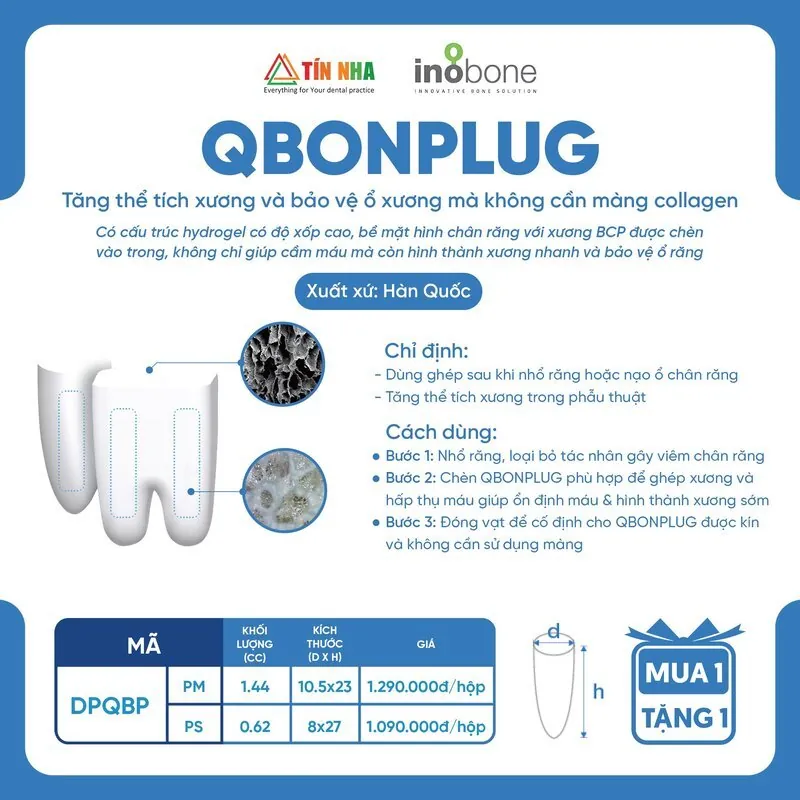 TÍN NHA
Everything for Your dental practice
inobone
INNOVATIVE BONE SOLUTION
QBONPLUG
Tăng thể tích xương và bảo vệ ổ xương mà không cần màng collagen
Có cấu trúc hydrogel có độ xốp cao, bề mặt hình chân răng với xương BCP được chèn
vào trong, không chỉ giúp cầm máu mà còn hình thành xương nhanh và bảo vệ ổ răng
Xuất xứ: Hàn Quốc
Chỉ định:
- Dùng ghép sau khi nhổ răng hoặc nạo ổ chân răng
- Tăng thể tích xương trong phẫu thuật
Cách dùng:
• Bước 1: Nhổ răng, loại bỏ tác nhân gây viêm chân răng
• Bước 2: Chèn QBONPLUG phù hợp để ghép xương và
hấp thụ máu giúp ổn định máu & hình thành xương sớm
• Bước 3: Đóng vạt để cố định cho QBONPLUG được kín
và không cần sử dụng màng
MÃ KHỐI LƯỢNG (CC) KÍCH THƯỚC (D X H) GIÁ
DPQBP
PM 1.44 10.5x23 1.290.000đ/hộp
PS 0.62 8x27 1.090.000đ/hộp
d
h
MUA 1
TẶNG 1